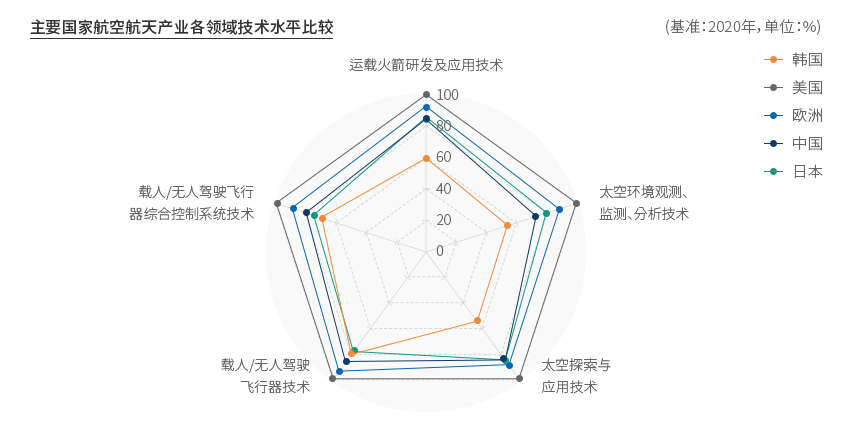 主要国家航空航天产业各领域技术水平比较
(基准：2020年，单位：%)
韩国
美国
欧洲
中国
日本
运载火箭研发及应用技术
100
80
60
40
20
0
太空环境观测、
监测、分析技术
太空探索与
应用技术
载人/无人驾驶
飞行器技术
载人/无人驾驶飞行
器综合控制系统技术